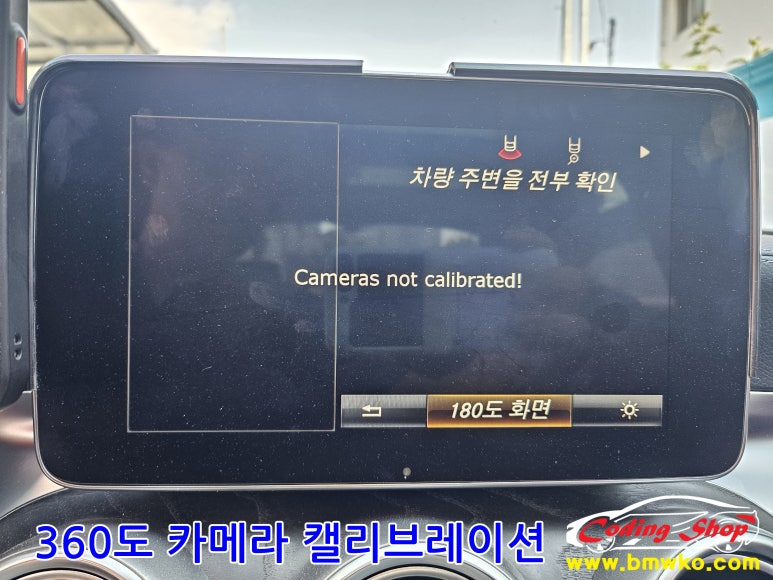 차량 주변을 전부 확인
Cameras not calibrated!
180도 화면
360도 카메라 캘리브레이션
Coding Shop
www.bmwko.com